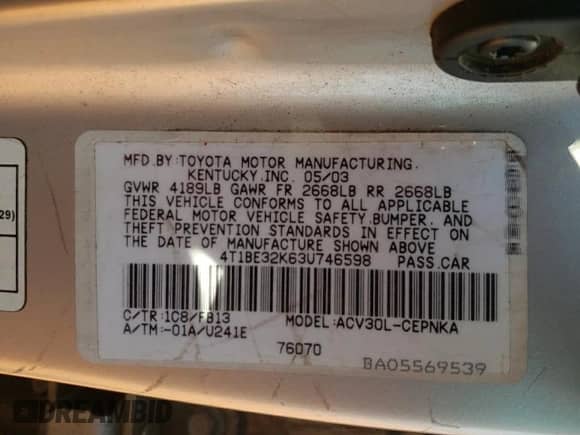 MFD.BY:TOYOTA MOTOR MANUFACTURING.
KENTUCKY,INC. 05/03
GVWR 4189LB GAWR FR 2668LB RR 2668LB
THIS VEHICLE CONFORMS TO ALL APPLICABLE
FEDERAL MOTOR VEHICLE SAFETY,BUMPER, AND
THEFT PREVENTION STANDARDS IN EFFECT ON
THE DATE OF MANUFACTURE SHOWN ABOVE
4T1BE32K63U746598 PASS.CAR
C/TR:1C8/FB13 MODEL:ACV30L-CEPNKA
A/TM:-01A/U241E
76070
BA05569539
29)
DREAMBID